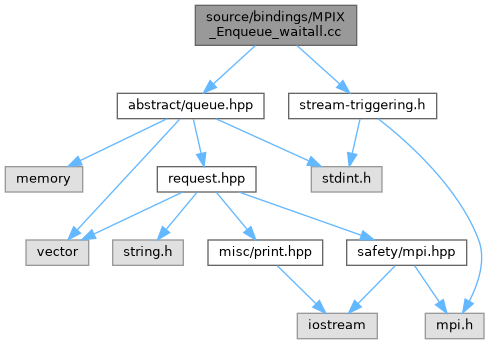 source/bindings/MPIX
_Enqueue_waitall.cc
abstract/queue.hpp
stream-triggering.h
memory
request.hpp
stdint.h
vector
string.h
misc/print.hpp
safety/mpi.hpp
iostream
mpi.h